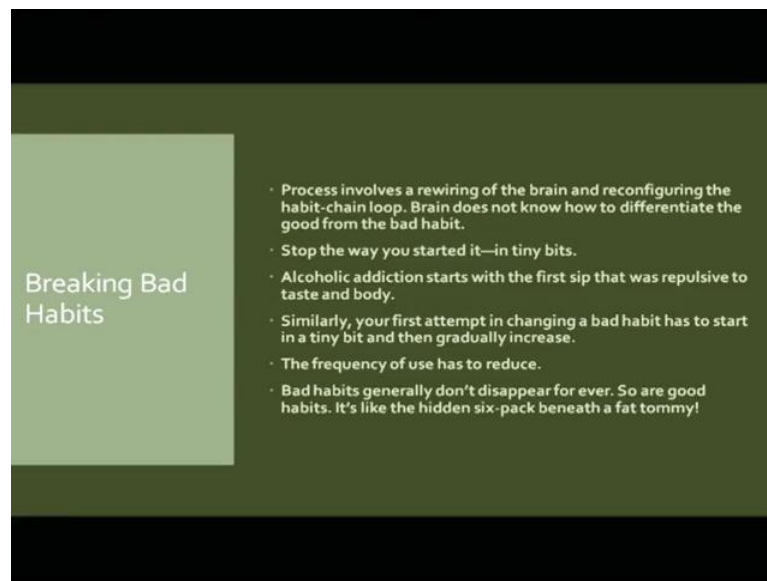 Breaking Bad
Habits
· Process involves a rewiring of the brain and reconfiguring the
habit-chain loop. Brain does not know how to differentiate the
good from the bad habit.
· Stop the way you started it—in tiny bits.
· Alcoholic addiction starts with the first sip that was repulsive to
taste and body.
· Similarly, your first attempt in changing a bad habit has to start
in a tiny bit and then gradually increase.
· The frequency of use has to reduce.
· Bad habits generally don't disappear for ever. So are good
habits. It's like the hidden six-pack beneath a fat tommy!